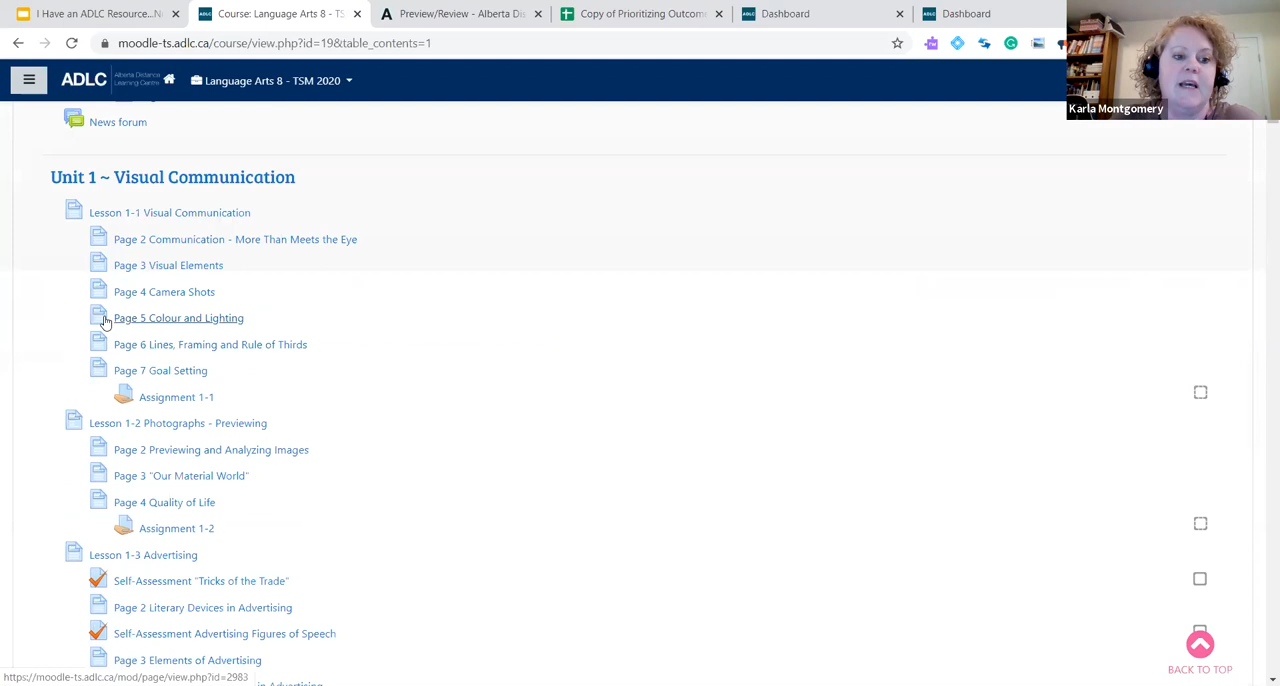 I Have an ADLC Resource...N
Course: Language Arts 8 - TS
Preview/Review - Alberta Dis
Copy of Prioritizing Outcom
Dashboard
Dashboard
moodle-ts.adlc.ca/course/view.php?id=19&table_contents=1
ADLC Alberta Distance Learning Centre
Language Arts 8 - TSM 2020
Karla Montgomery
News forum
Unit 1 ~ Visual Communication
Lesson 1-1 Visual Communication
Page 2 Communication - More Than Meets the Eye
Page 3 Visual Elements
Page 4 Camera Shots
Page 5 Colour and Lighting
Page 6 Lines, Framing and Rule of Thirds
Page 7 Goal Setting
Assignment 1-1
Lesson 1-2 Photographs - Previewing
Page 2 Previewing and Analyzing Images
Page 3 "Our Material World"
Page 4 Quality of Life
Assignment 1-2
Lesson 1-3 Advertising
Self-Assessment "Tricks of the Trade"
Page 2 Literary Devices in Advertising
Self-Assessment Advertising Figures of Speech
Page 3 Elements of Advertising
BACK TO TOP
https://moodle-ts.adlc.ca/mod/page/view.php?id=2983
in Advertising